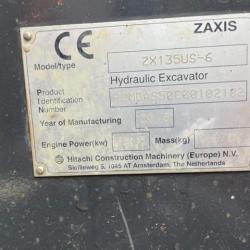 ZAXIS
CE
Model/type ZX135US-6
Hydraulic Excavator
Product
Identification
Number
Year of Manufacturing
Engine Power(kw) Mass(kg)
Hitachi Construction Machinery (Europe) N.V.
Siciliëweg 5, 1045 AT Amsterdam, The Netherlands